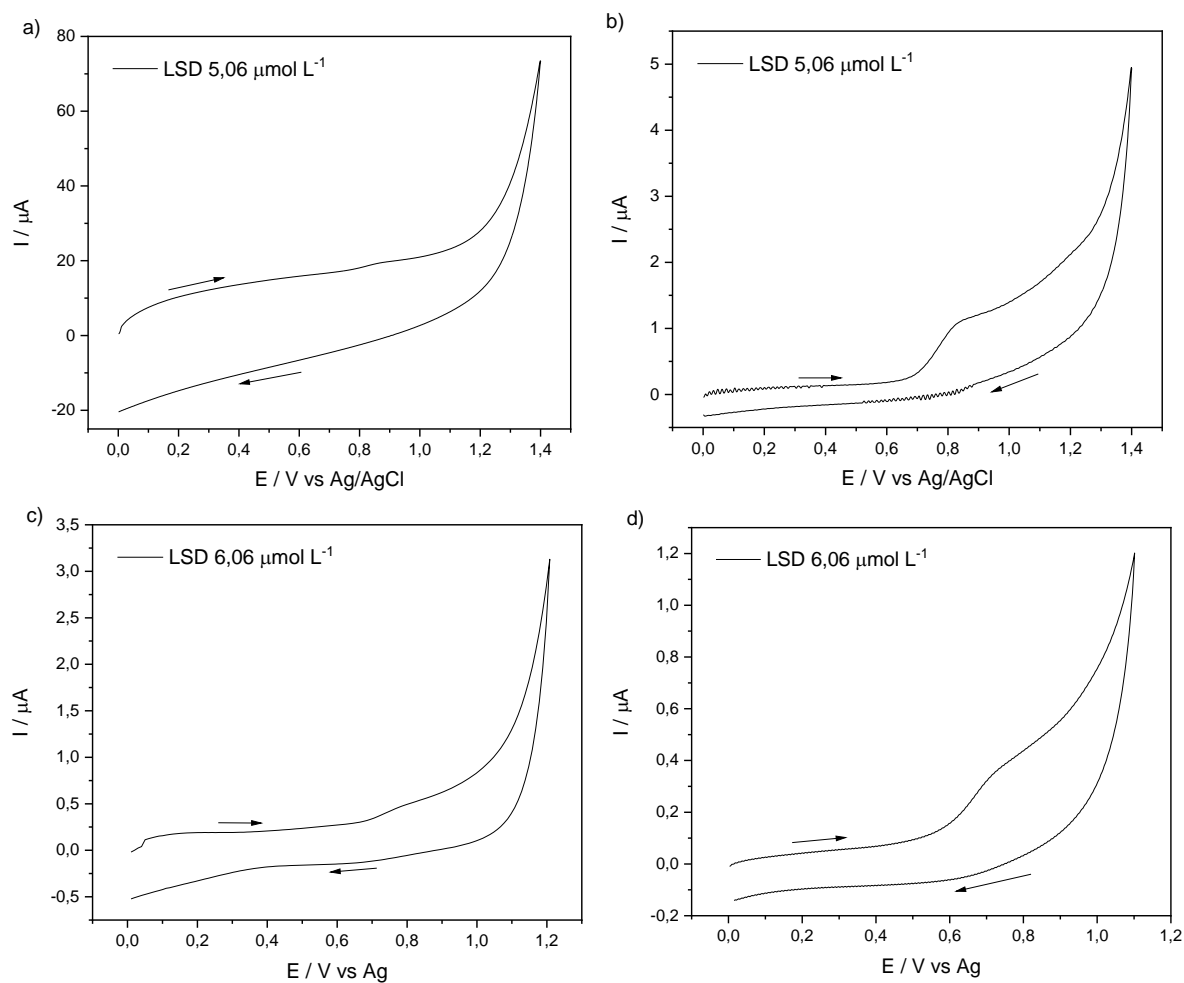 a)
LSD 5,06 μmol L⁻¹
80
60
40
20
0
-20
I / μA
0,0 0,2 0,4 0,6 0,8 1,0 1,2 1,4
E / V vs Ag/AgCl
b)
LSD 5,06 μmol L⁻¹
5
4
3
2
1
0
I / μA
0,0 0,2 0,4 0,6 0,8 1,0 1,2 1,4
E / V vs Ag/AgCl
c)
LSD 6,06 μmol L⁻¹
3,5
3,0
2,5
2,0
1,5
1,0
0,5
0,0
-0,5
I / μA
0,0 0,2 0,4 0,6 0,8 1,0 1,2
E / V vs Ag
d)
LSD 6,06 μmol L⁻¹
1,2
1,0
0,8
0,6
0,4
0,2
0,0
-0,2
I / μA
0,0 0,2 0,4 0,6 0,8 1,0 1,2
E / V vs Ag